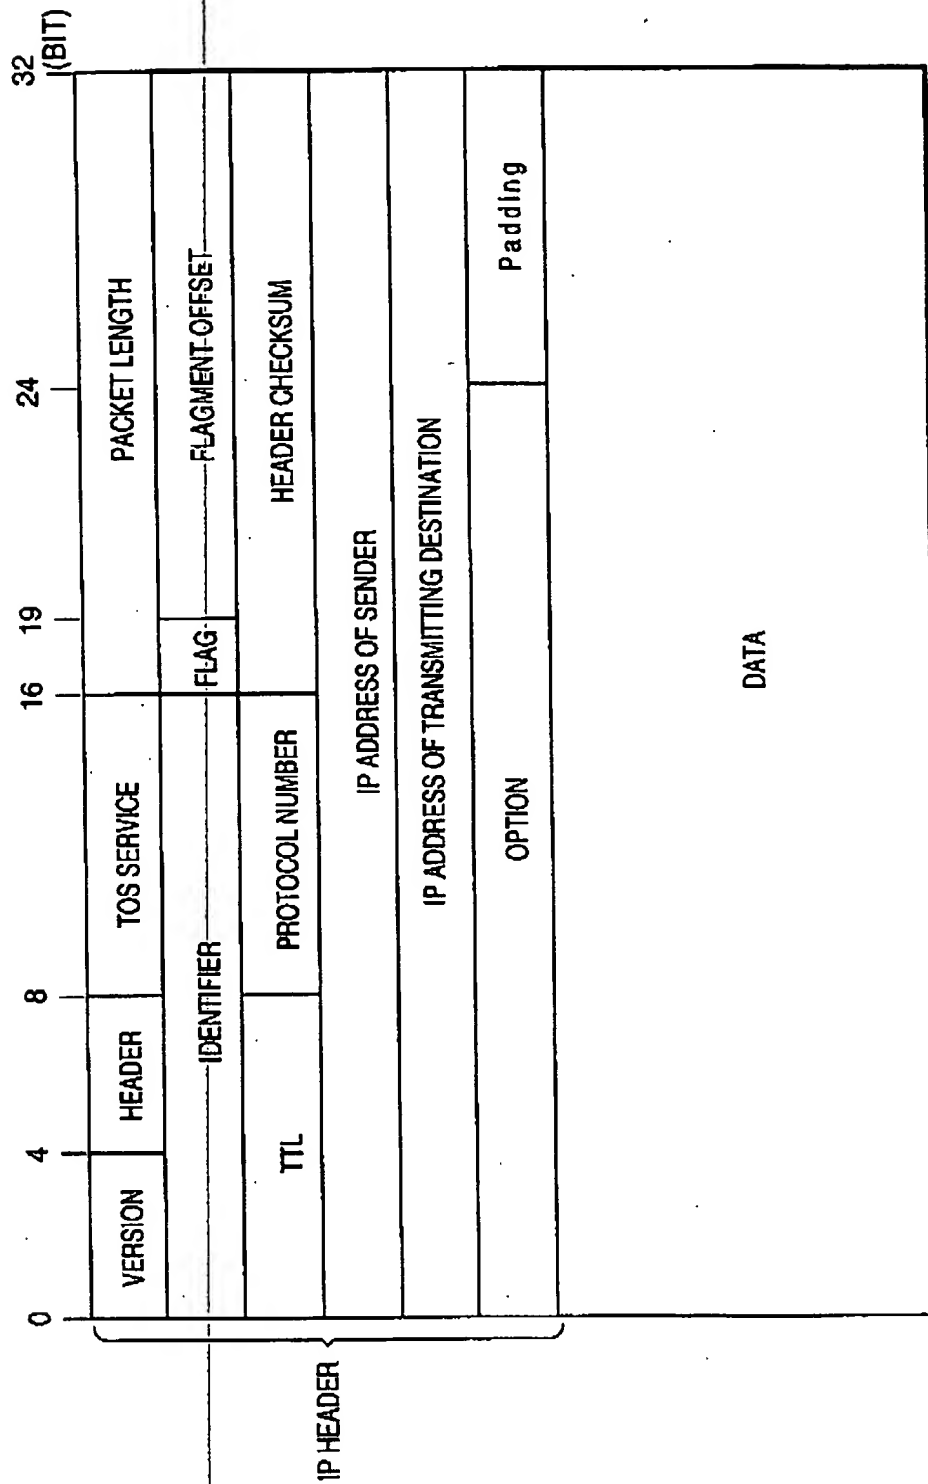 0 4 8 16 19 24 32
(BIT)
VERSION HEADER TOS SERVICE PACKET LENGTH
IDENTIFIER FLAG FLAGMENT OFFSET
TTL PROTOCOL NUMBER HEADER CHECKSUM
IP ADDRESS OF SENDER
IP ADDRESS OF TRANSMITTING DESTINATION
OPTION Padding
IP HEADER
DATA